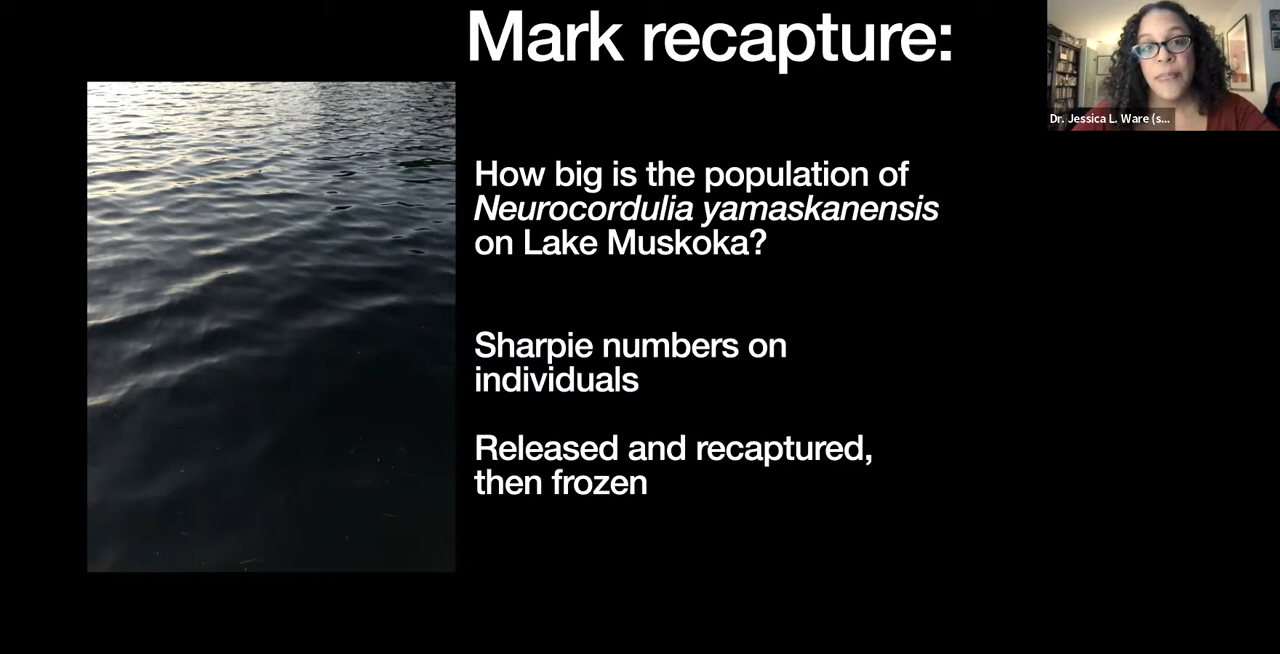 Mark recapture:
Dr. Jessica L. Ware (s...
How big is the population of
Neurocordulia yamaskanensis
on Lake Muskoka?
Sharpie numbers on
individuals
Released and recaptured,
then frozen